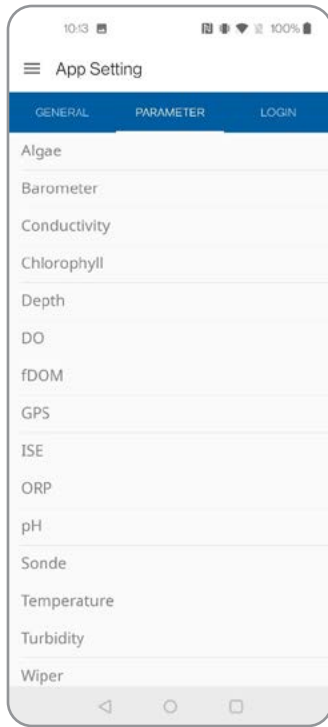 10:13 100%
App Setting
GENERAL PARAMETER LOGIN
Algae
Barometer
Conductivity
Chlorophyll
Depth
DO
fDOM
GPS
ISE
ORP
pH
Sonde
Temperature
Turbidity
Wiper